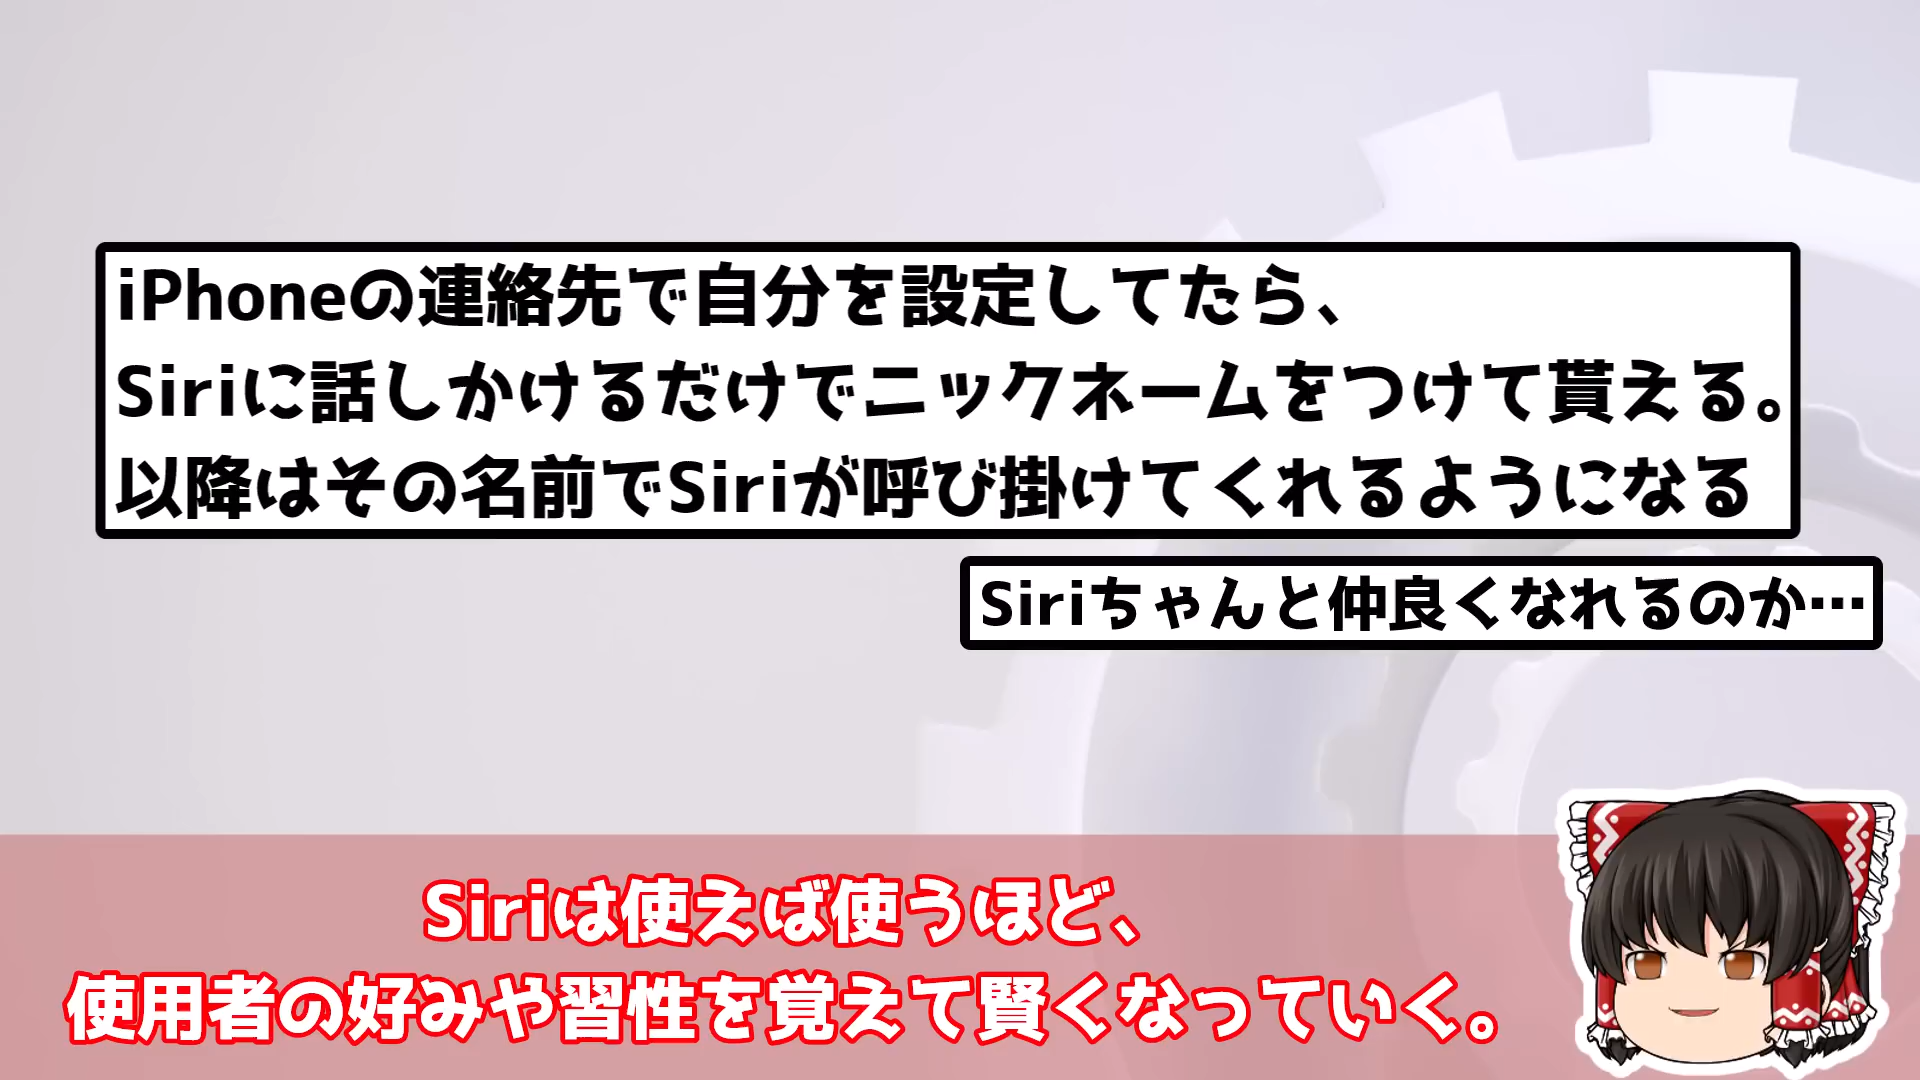 iPhoneの連絡先で自分を設定してたら、
Siriに話しかけるだけでニックネームをつけて貰える。
以降はその名前でSiriが呼び掛けてくれるようになる
Siriちゃんと仲良くなれるのか…
Siriは使えば使うほど、
使用者の好みや習性を覚えて賢くなっていく。